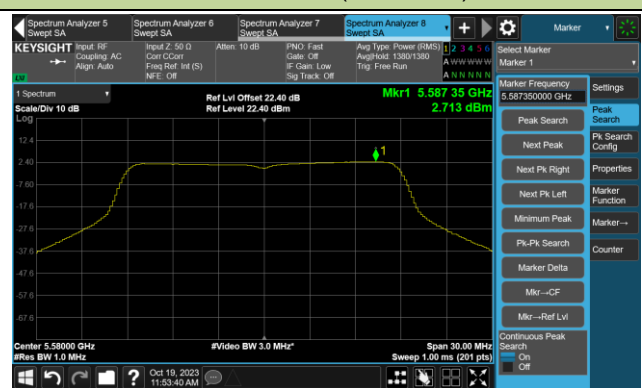 Spectrum Analyzer 5
Swept SA
Spectrum Analyzer 6
Swept SA
Spectrum Analyzer 7
Swept SA
Spectrum Analyzer 8
Swept SA
Marker
KEYSIGHT
Input: RF
Coupling: AC
Align: Auto
Input Z: 50 Ω
Corr CCorr
Freq Ref: Int (S)
NFE: Off
Atten: 10 dB
PNO: Fast
Gate: Off
IF Gain: Low
Sig Track: Off
Avg Type: Power (RMS)
Avg|Hold: 1380/1380
Trig: Free Run
1 2 3 4 5 6
A W W W W W
A N N N N N
LW
Select Marker
Marker 1
1 Spectrum
Scale/Div 10 dB
Log
Ref Lvl Offset 22.40 dB
Ref Level 22.40 dBm
Mkr1 5.587 35 GHz
2.713 dBm
12.4
2.40
-7.60
-17.6
-27.6
-37.6
-47.6
-57.6
-67.6
1
Center 5.58000 GHz
#Res BW 1.0 MHz
#Video BW 3.0 MHz*
Span 30.00 MHz
Sweep 1.00 ms (201 pts)
Marker Frequency
5.587350000 GHz
Peak Search
Next Peak
Next Pk Right
Next Pk Left
Minimum Peak
Pk-Pk Search
Marker Delta
Mkr→CF
Mkr→Ref Lvl
Continuous Peak
Search
On
Off
Settings
Peak
Search
Pk Search
Config
Properties
Marker
Function
Marker→
Counter
Oct 19, 2023
11:53:40 AM